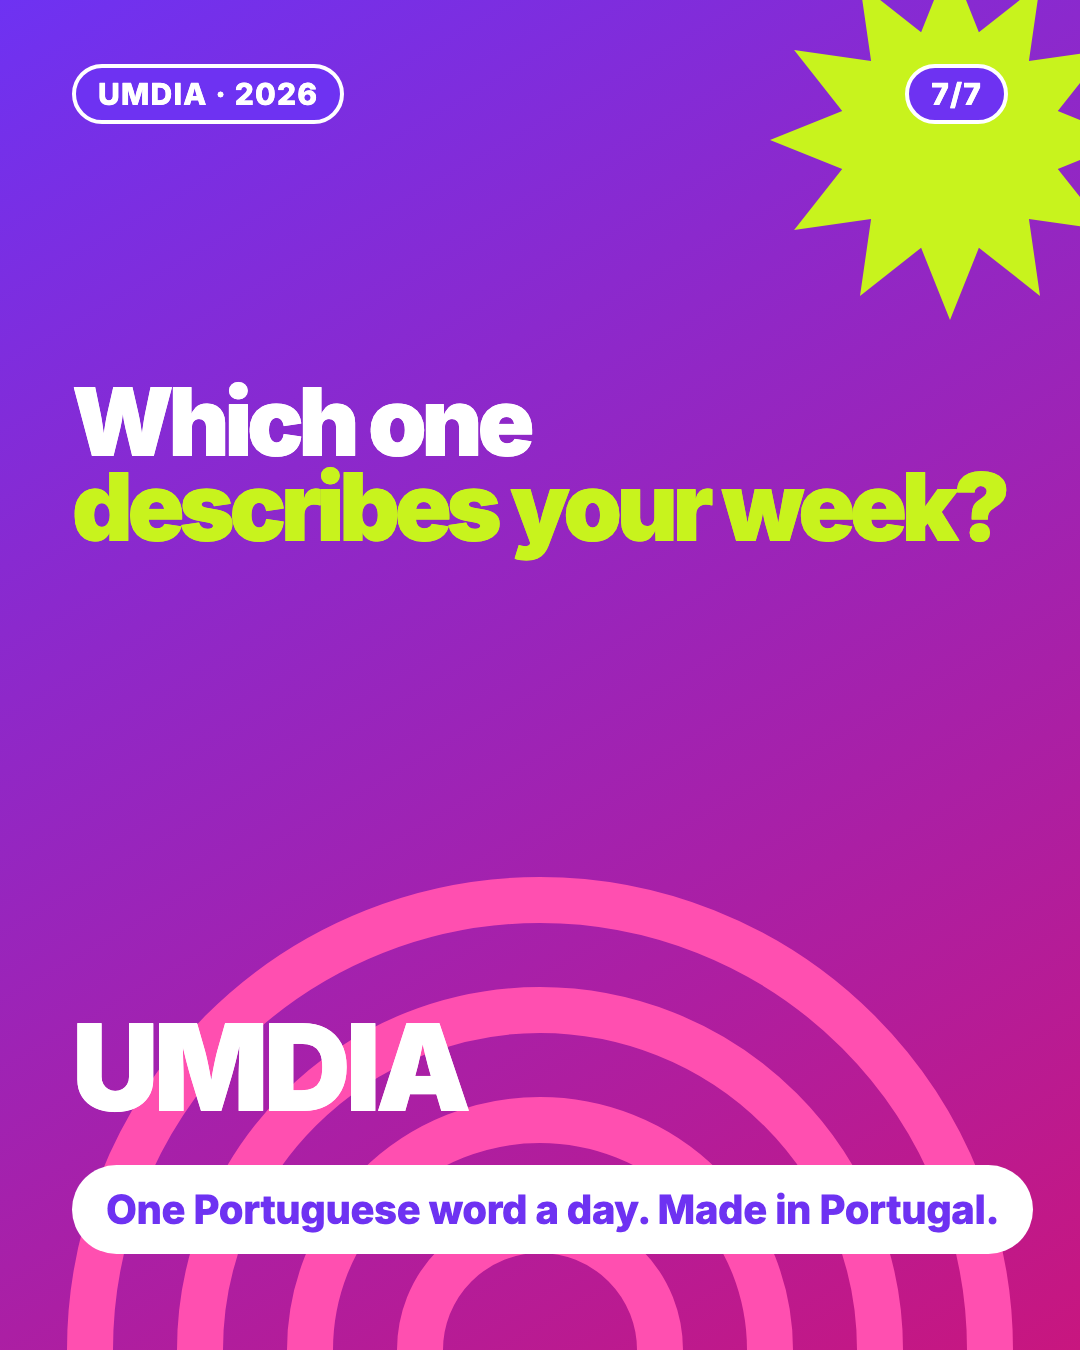 UMDIA · 2026
7/7
Which one
describes your week?
UMDIA
One Portuguese word a day. Made in Portugal.